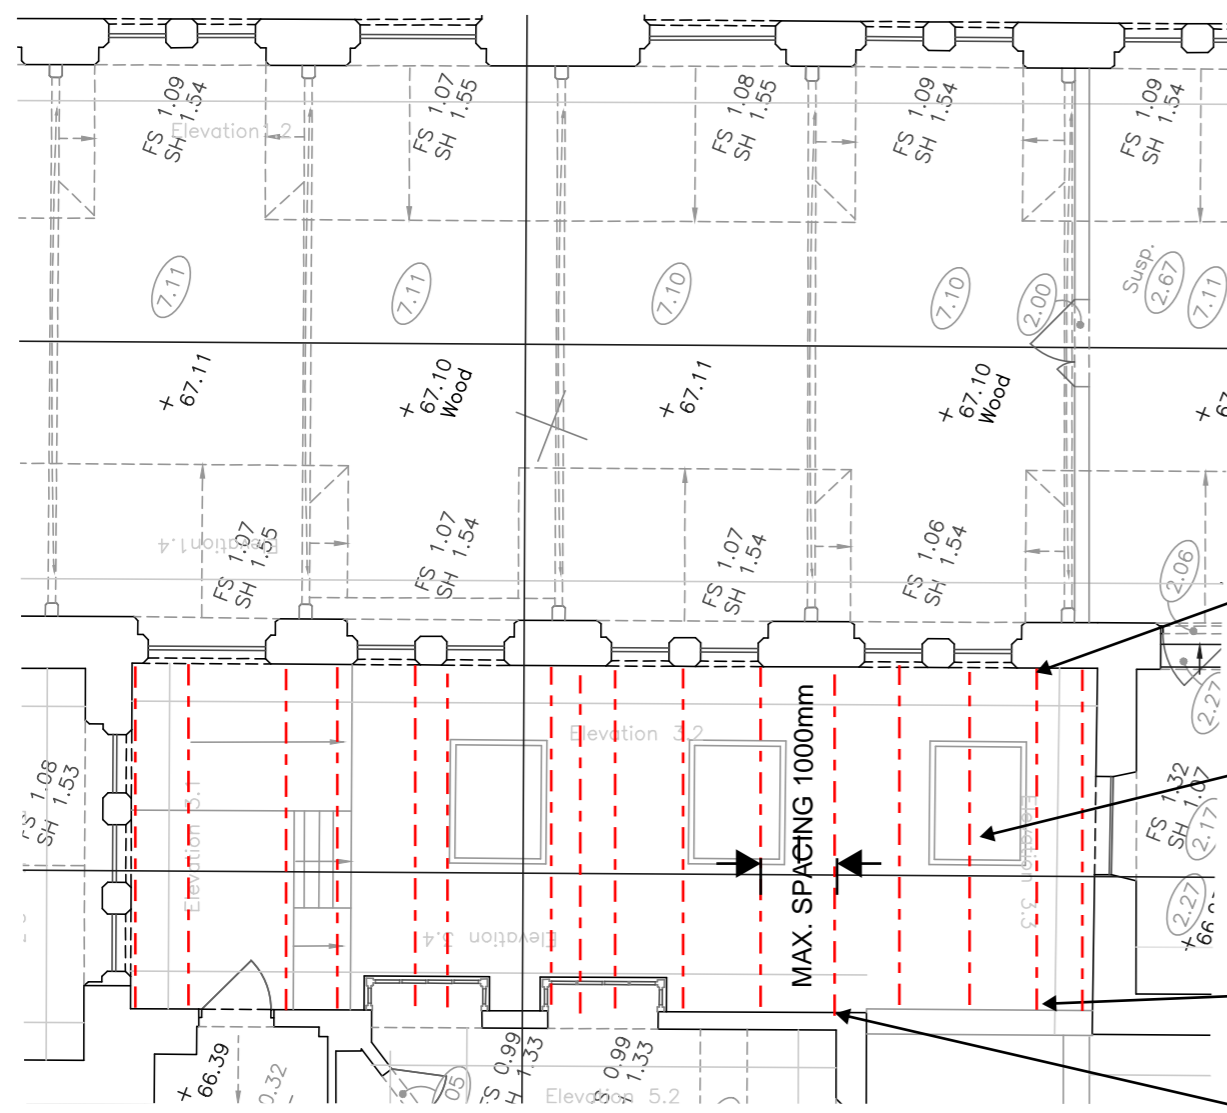 FS 1.09
SH 1.54
Elevation 1.2
FS 1.07
SH 1.55
FS 1.08
SH 1.55
FS 1.09
SH 1.54
FS 1.09
SH 1.54
7.11
7.11
7.10
7.10
2.00
Susp.
2.67
7.11
+ 67.11
+ 67.10
Wood
+ 67.11
+ 67.10
Wood
Elevation 1.4
FS 1.07
SH 1.55
FS 1.07
SH 1.54
FS 1.07
SH 1.54
FS 1.06
SH 1.54
2.06
2.27
Elevation 3.2
MAX. SPACING 1000mm
FS 1.08
SH 1.53
Elevation 3.1
Elevation 3.3
FS 1.32
SH 1.07
2.17
2.27
Elevation 3.4
+ 66.39
0.32
FS 0.99
SH 1.33
0.99
1.33
Elevation 5.2